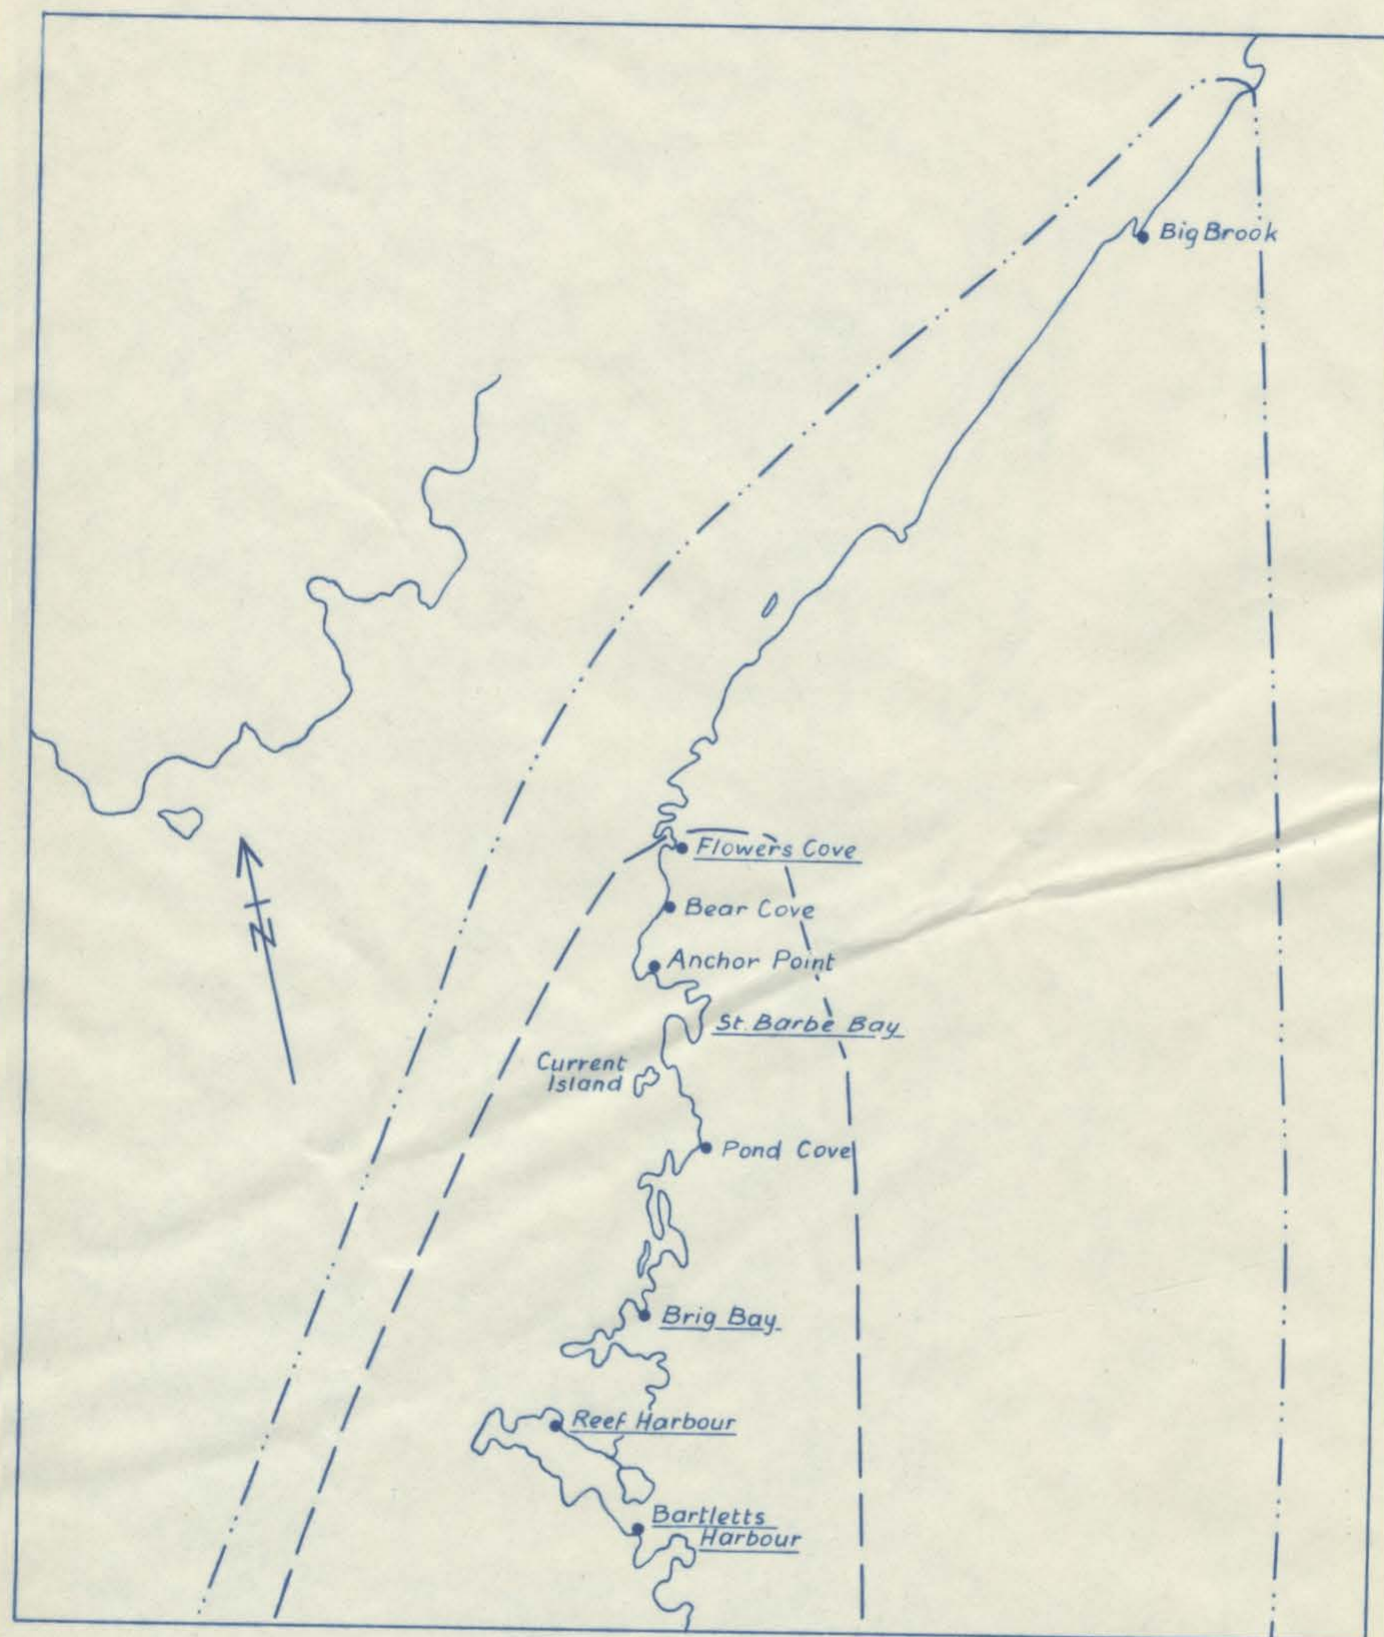 Big Brook
Flowers Cove
Bear Cove
Anchor Point
St. Barbe Bay
Current
Island
Pond Cove
Brig Bay
Reef Harbour
Bartletts
Harbour
N